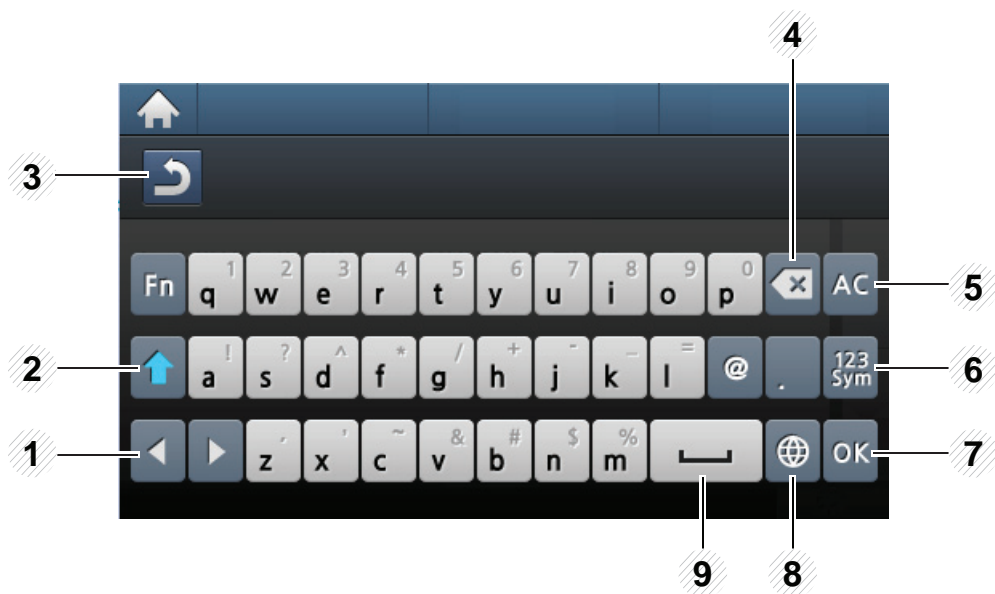 4
3
Fn q 1 w 2 e 3 r 4 t 5 y 6 u 7 i 8 o 9 p 0 AC
5
2
a ! s ? d ^ f * g / h + j - k _ l = @ . 123
Sym
6
1
z ´ x ' c ~ v & b # n $ m % OK
7
9 8